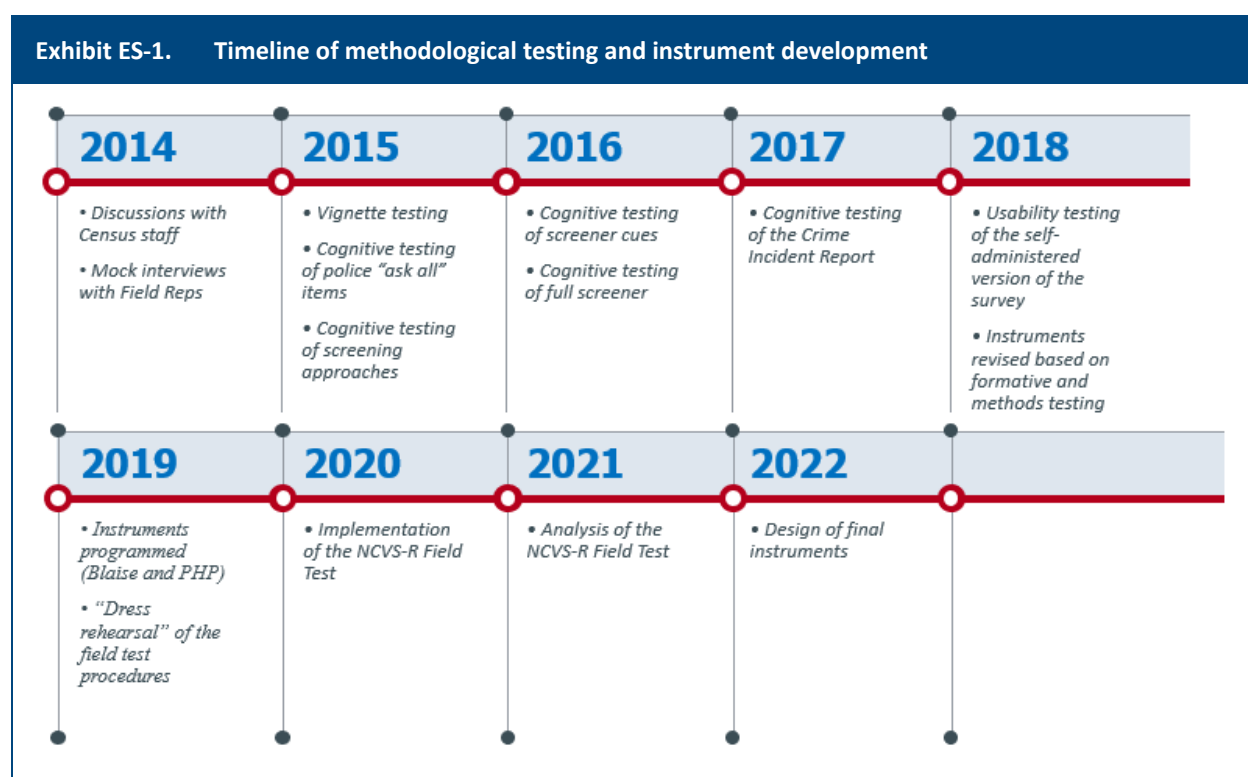 Exhibit ES-1. Timeline of methodological testing and instrument development
2014
• Discussions with
Census staff
• Mock interviews
with Field Reps
2015
• Vignette testing
• Cognitive testing
of police “ask all”
items
• Cognitive testing
of screening
approaches
2016
• Cognitive testing
of screener cues
• Cognitive testing
of full screener
2017
• Cognitive testing
of the Crime
Incident Report
2018
• Usability testing
of the self-
administered
version of the
survey
• Instruments
revised based on
formative and
methods testing
2019
• Instruments
programmed
(Blaise and PHP)
• “Dress
rehearsal” of the
field test
procedures
2020
• Implementation
of the NCVS-R Field
Test
2021
• Analysis of the
NCVS-R Field Test
2022
• Design of final
instruments